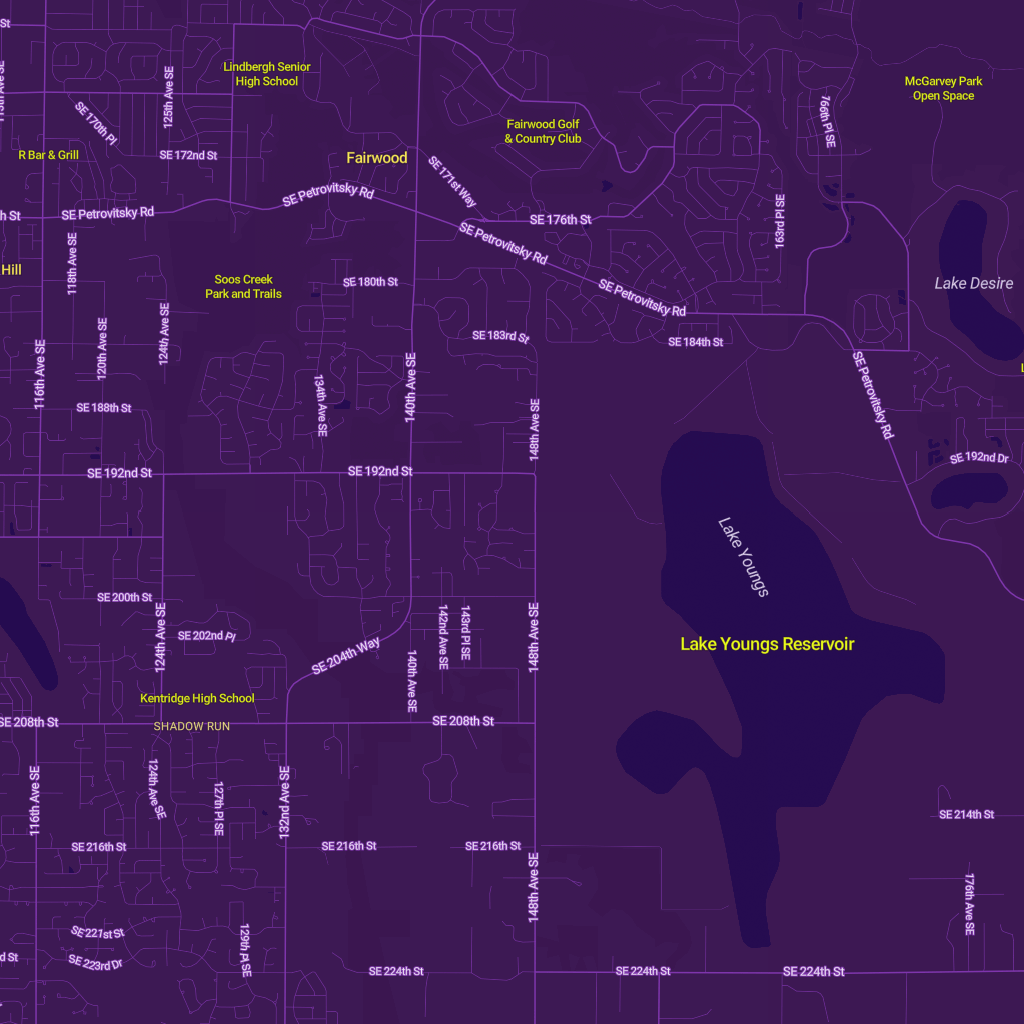 St
Lindbergh Senior
High School
McGarvey Park
Open Space
125th Ave SE
SE 170th Pl
Fairwood Golf
& Country Club
R Bar & Grill
SE 172nd St
Fairwood
SE 171st Way
SE Petrovitsky Rd
SE Petrovitsky Rd
h St
SE 176th St
163rd Pl SE
SE Petrovitsky Rd
118th Ave SE
Hill
Soos Creek
Park and Trails
SE 180th St
SE Petrovitsky Rd
Lake Desire
116th Ave SE
120th Ave SE
124th Ave SE
SE 183rd St
SE 184th St
140th Ave SE
134th Ave SE
148th Ave SE
SE Petrovitsky Rd
SE 188th St
SE 192nd St
SE 192nd St
SE 192nd Dr
Lake Youngs
SE 200th St
124th Ave SE
SE 202nd Pl
SE 204th Way
140th Ave SE
142nd Ave SE
143rd Pl SE
148th Ave SE
Lake Youngs Reservoir
Kentridge High School
SE 208th St
SHADOW RUN
SE 208th St
116th Ave SE
124th Ave SE
127th Pl SE
132nd Ave SE
SE 214th St
SE 216th St
SE 216th St
SE 216th St
148th Ave SE
176th Ave SE
SE 221st St
129th Pl SE
d St
SE 223rd Dr
SE 224th St
SE 224th St
SE 224th St